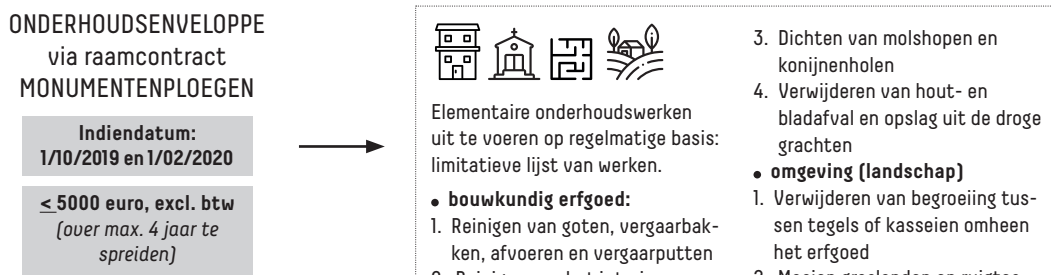 ONDERHOUDSENVELOPPE
via raamcontract
MONUMENTENPLOEGEN
Indiendatum:
1/10/2019 en 1/02/2020
< 5000 euro, excl. btw
(over max. 4 jaar te
spreiden)
Elementaire onderhoudswerken
uit te voeren op regelmatige basis:
limitatieve lijst van werken.
• bouwkundig erfgoed:
1. Reinigen van goten, vergaarbak-
ken, afvoeren en vergaarputten
3. Dichten van molshopen en
konijnenholen
4. Verwijderen van hout- en
bladafval en opslag uit de droge
grachten
• omgeving (landschap)
1. Verwijderen van begroeiing tus-
sen tegels of kasseien omheen
het erfgoed